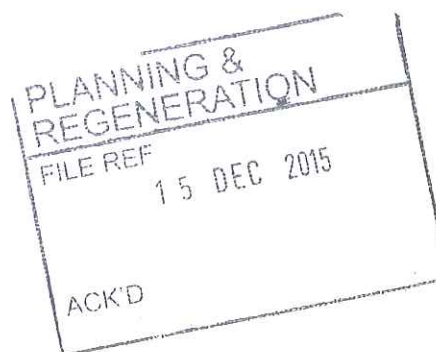 PLANNING &
REGENERATION
FILE REF
15 DEC 2015
ACK'D